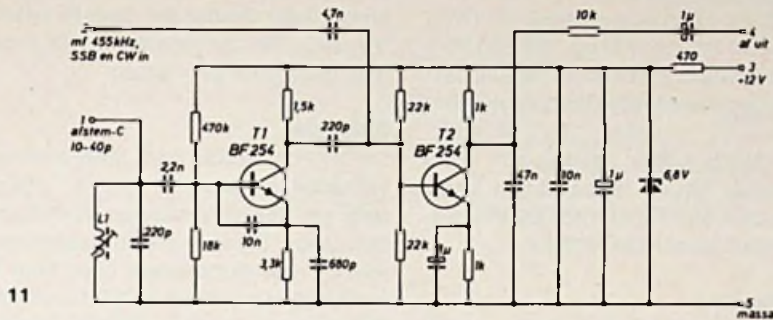 2
mf 455kHz,
SSB en CW in
4,7n
10k
1µ
4
af uit
470
3
+12V
1
afstem-C
10-40p
2,2n
470k
T1
BF254
1,5k
220p
22k
T2
BF254
1k
47n
10n
1µ
6,8V
L1
220p
18k
10n
3,3k
680p
22k
1µ
1k
5
massa
11